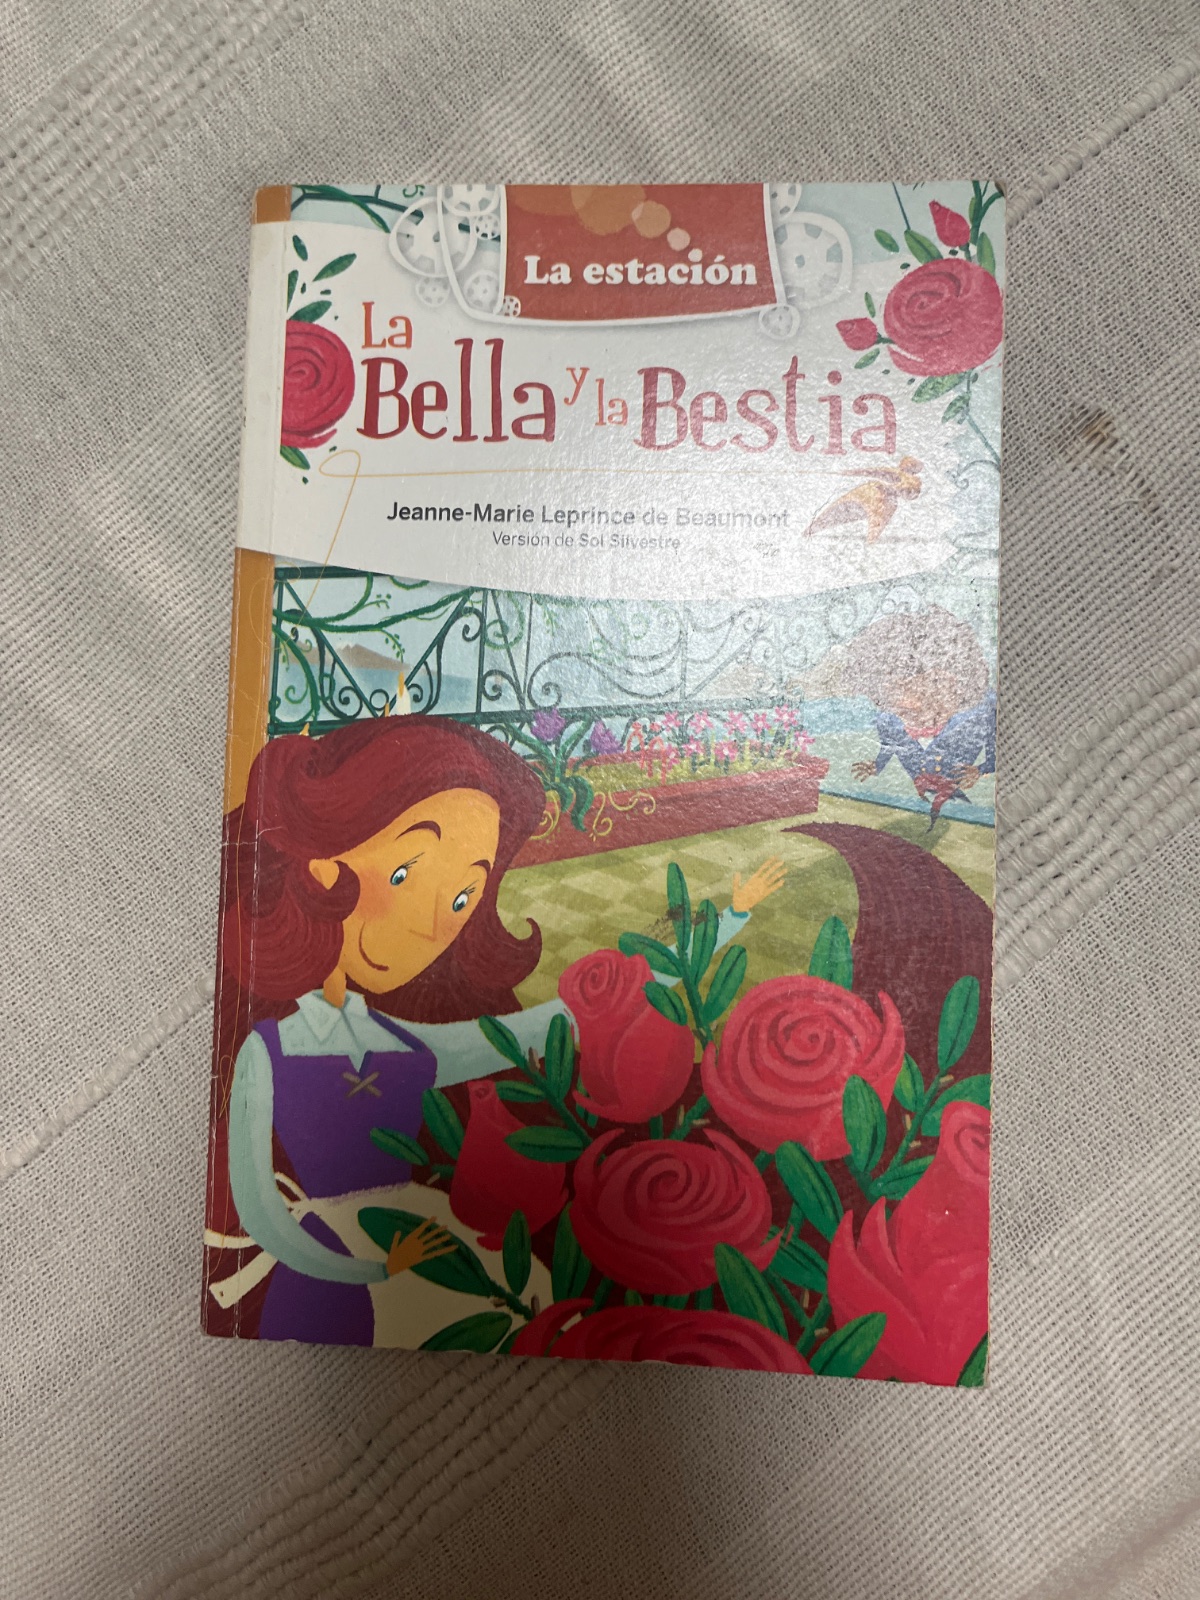 La estación
La
Bella y la Bestia
Jeanne-Marie Leprince de Beaumont
Versión de Sol Silvestre